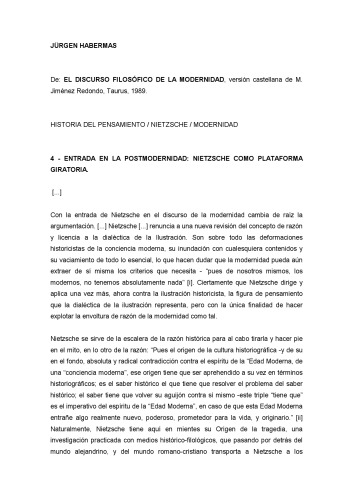 JÜRGEN HABERMAS
De: EL DISCURSO FILOSÓFICO DE LA MODERNIDAD, versión castellana de M.
Jiménez Redondo, Taurus, 1989.
HISTORIA DEL PENSAMIENTO / NIETZSCHE / MODERNIDAD
4 - ENTRADA EN LA POSTMODERNIDAD: NIETZSCHE COMO PLATAFORMA
GIRATORIA.
[...]
Con la entrada de Nietzsche en el discurso de la modernidad cambia de raíz la
argumentación. [...] Nietzsche [...] renuncia a una nueva revisión del concepto de razón
y licencia a la dialéctica de la ilustración. Son sobre todo las deformaciones
historicistas de la conciencia moderna, su inundación con cualesquiera contenidos y
su vaciamiento de todo lo esencial, lo que hacen dudar que la modernidad pueda aún
extraer de sí misma los criterios que necesita - “pues de nosotros mismos, los
modernos, no tenemos absolutamente nada” [i]. Ciertamente que Nietzsche dirige y
aplica una vez más, ahora contra la ilustración historicista, la figura de pensamiento
que la dialéctica de la ilustración representa, pero con la única finalidad de hacer
explotar la envoltura de razón de la modernidad como tal.
Nietzsche se sirve de la escalera de la razón histórica para al cabo tirarla y hacer pie
en el mito, en lo otro de la razón: “Pues el origen de la cultura historiográfica -y de su
en el fondo, absoluta y radical contradicción contra el espíritu de la “Edad Moderna, de
una “conciencia moderna”, ese origen tiene que ser aprehendido a su vez en términos
historiográficos; es el saber histórico el que tiene que resolver el problema del saber
histórico; el saber tiene que volver su aguijón contra si mismo -este triple “tiene que”
es el imperativo del espíritu de la “Edad Moderna”, en caso de que esta Edad Moderna
entrañe algo realmente nuevo, poderoso, prometedor para la vida, y originario.” [ii]
Naturalmente, Nietzsche tiene aquí en mientes su Origen de la tragedia, una
investigación practicada con medios histórico-filológicos, que pasando por detrás del
mundo alejandrino, y del mundo romano-cristiano transporta a Nietzsche a los